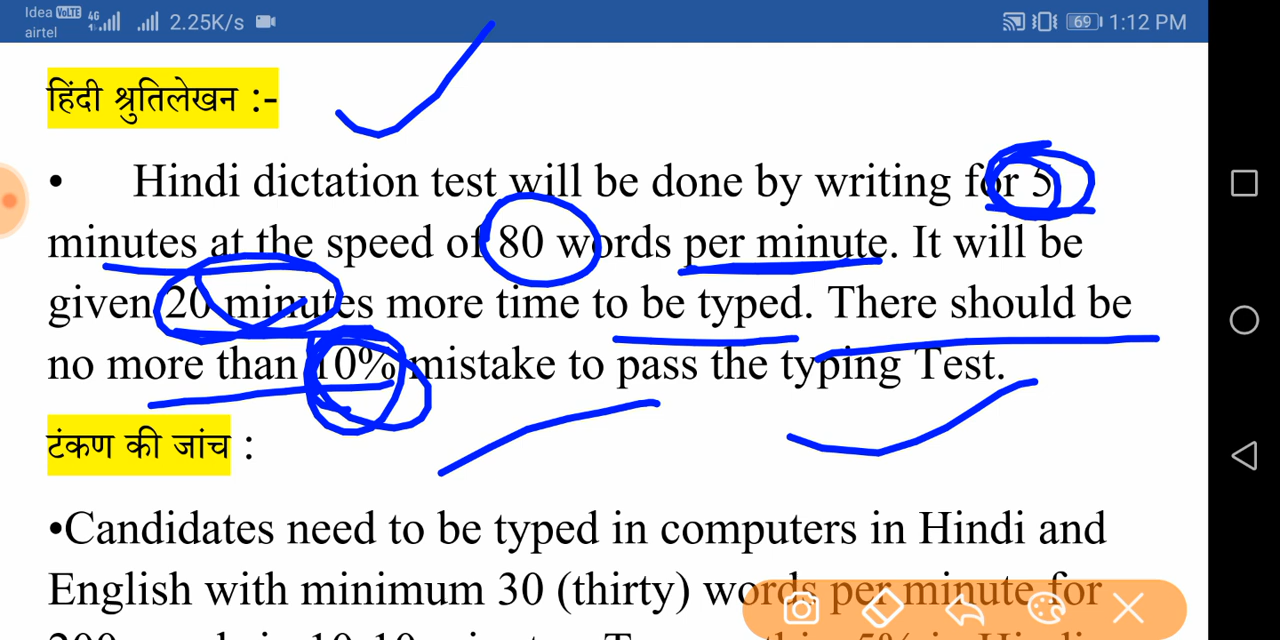 Idea VoLTE 4G 2.25K/s 69 1:12 PM
airtel
हिंदी श्रुतिलेखन :-
• Hindi dictation test will be done by writing for 5
minutes at the speed of 80 words per minute. It will be
given 20 minutes more time to be typed. There should be
no more than 10% mistake to pass the typing Test.
टंकण की जांच :
•Candidates need to be typed in computers in Hindi and
English with minimum 30 (thirty) words per minute for